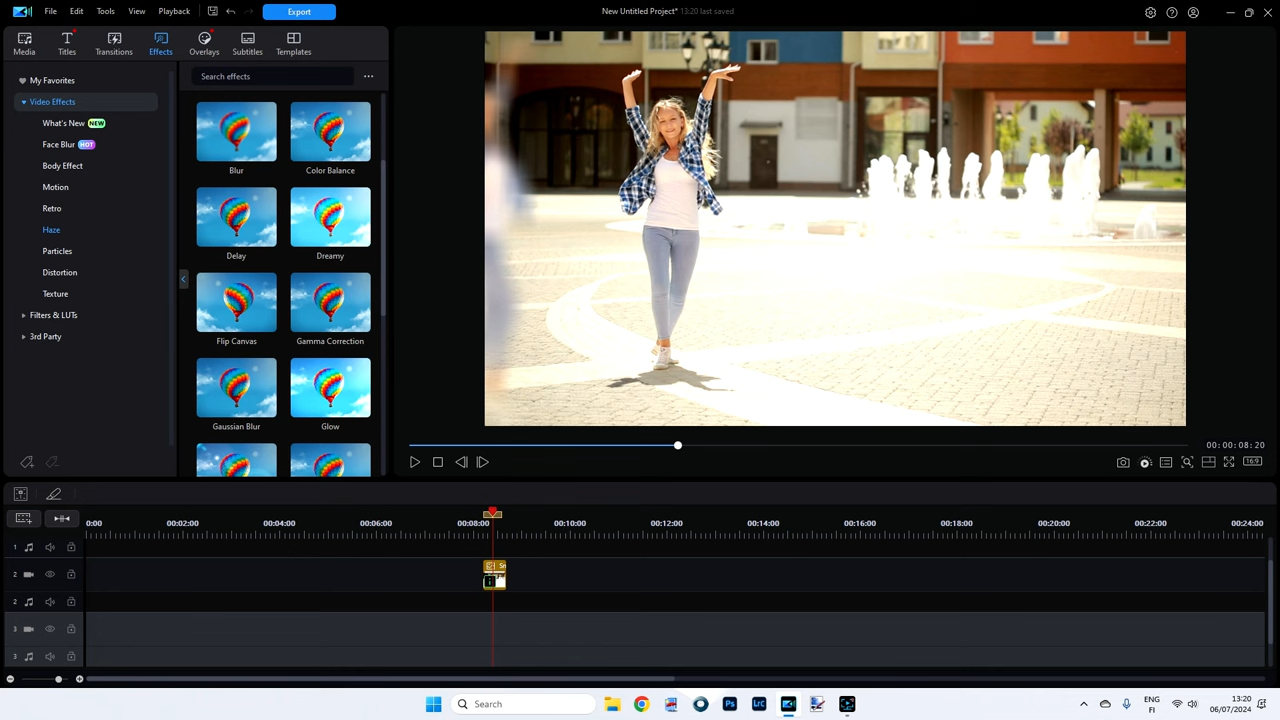 File Edit Tools View Playback Export New Untitled Project* 13:20 last saved
Media Titles Transitions Effects Overlays Subtitles Templates
My Favorites
Search effects
Video Effects
What's New NEW
Face Blur HOT
Body Effect
Motion
Retro
Haze
Particles
Distortion
Texture
Filters & LUTs
3rd Party
Blur Color Balance
Delay Dreamy
Flip Canvas Gamma Correction
Gaussian Blur Glow
00:00:08:20
16:9
0:00 00:02:00 00:04:00 00:06:00 00:08:00 00:10:00 00:12:00 00:14:00 00:16:00 00:18:00 00:20:00 00:22:00 00:24:00
1
2
2
3
3
Search
Ps
LrC
ENG
FI
13:20
06/07/2024